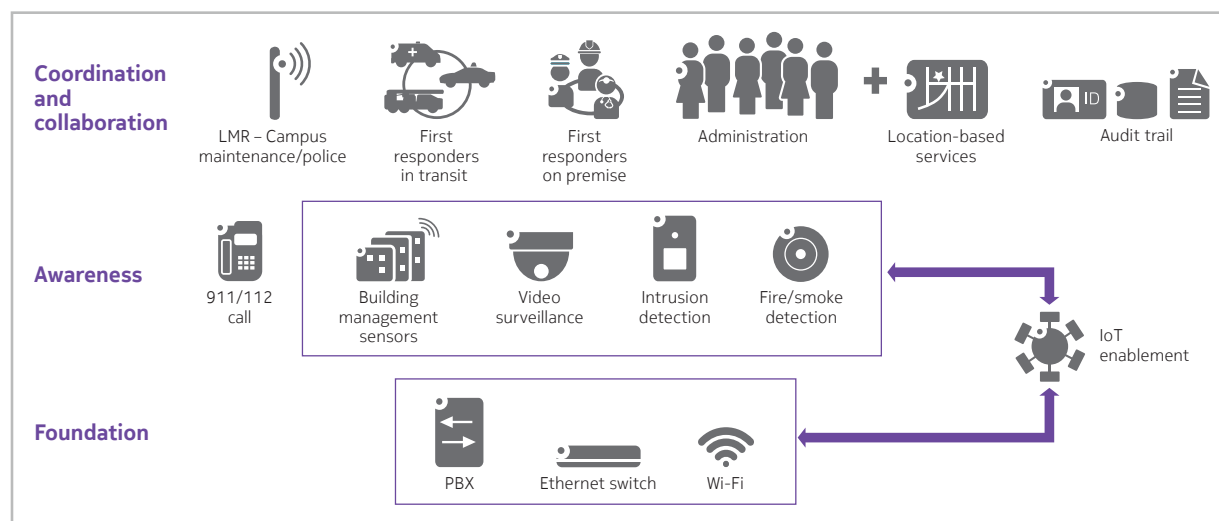 Coordination
and
collaboration
LMR – Campus
maintenance/police
First
responders
in transit
First
responders
on premise
Administration
+
Location-based
services
ID
Audit trail
Awareness
911/112
call
Building
management
sensors
Video
surveillance
Intrusion
detection
Fire/smoke
detection
IoT
enablement
Foundation
PBX
Ethernet switch
Wi-Fi